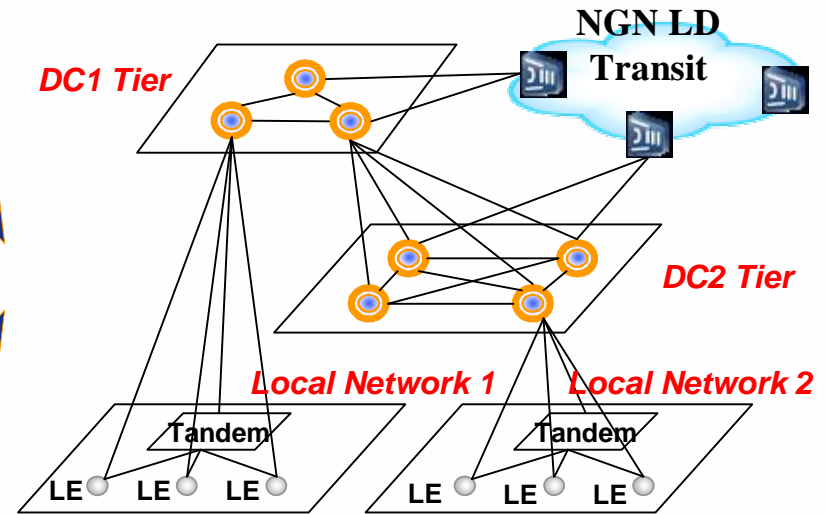 NGN LD
Transit
DC1 Tier
DC2 Tier
Local Network 1
Local Network 2
Tandem
Tandem
LE LE LE
LE LE LE